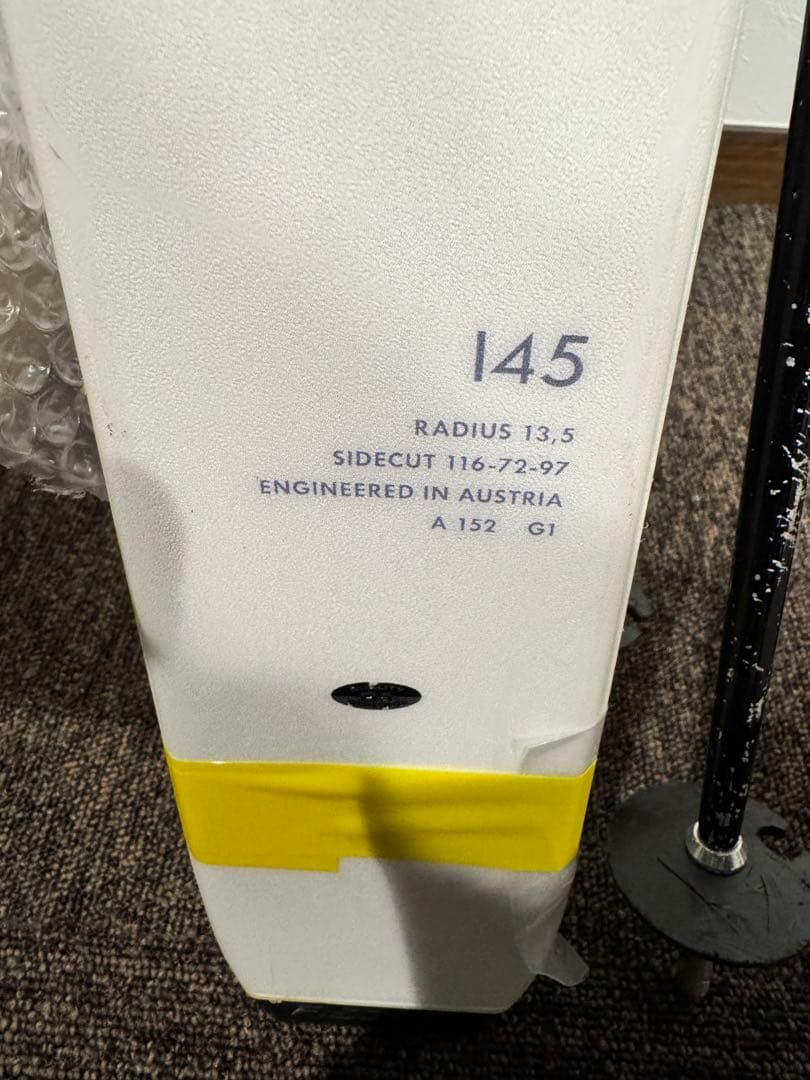 145
RADIUS 13,5
SIDECUT 116-72-97
ENGINEERED IN AUSTRIA
A 152 G1